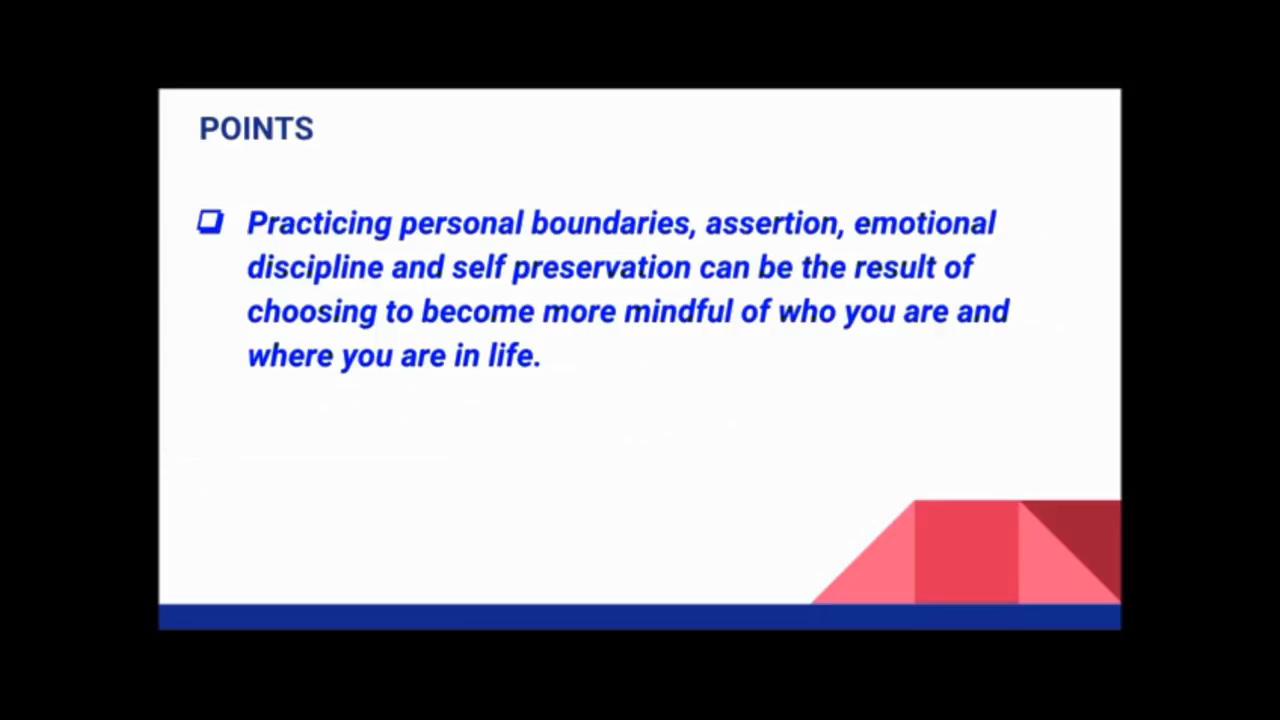 POINTS
❏ Practicing personal boundaries, assertion, emotional
discipline and self preservation can be the result of
choosing to become more mindful of who you are and
where you are in life.